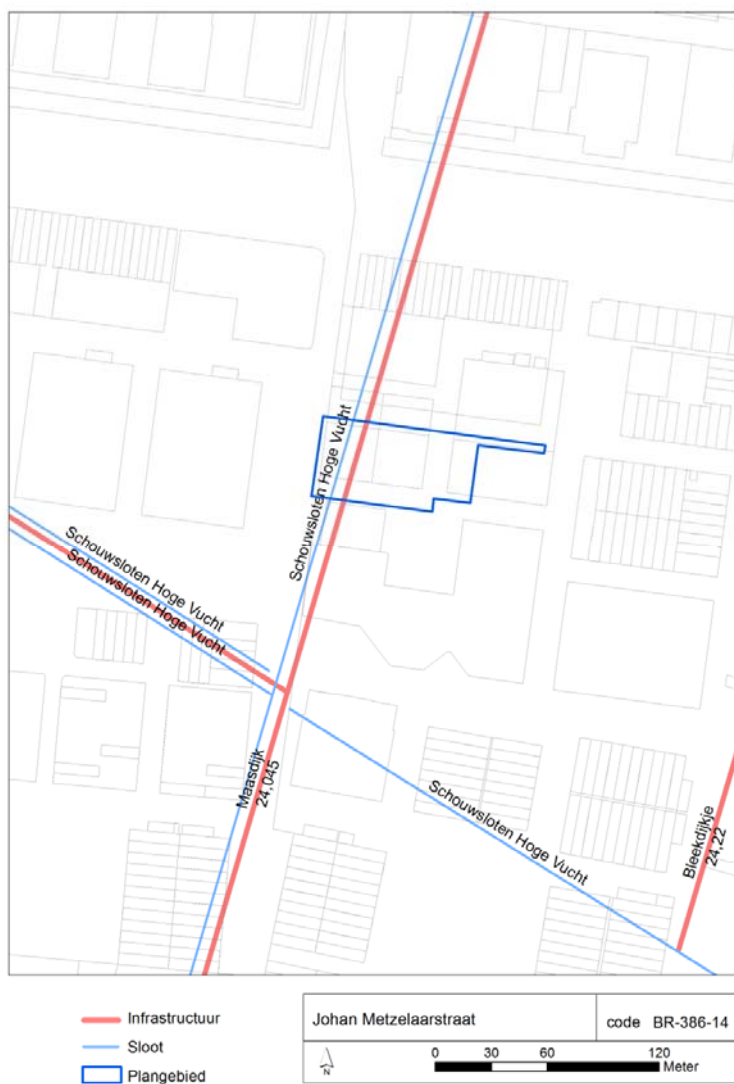 Schouwsloten Hoge Vucht
Schouwsloten Hoge Vucht
Schouwsloten Hoge Vucht
Maasdijk
24,045
Schouwsloten Hoge Vucht
Bleekdijkje
24,22
Infrastructuur
Sloot
Plangebied
Johan Metzelaarstraat
code BR-386-14
N
0 30 60 120
Meter